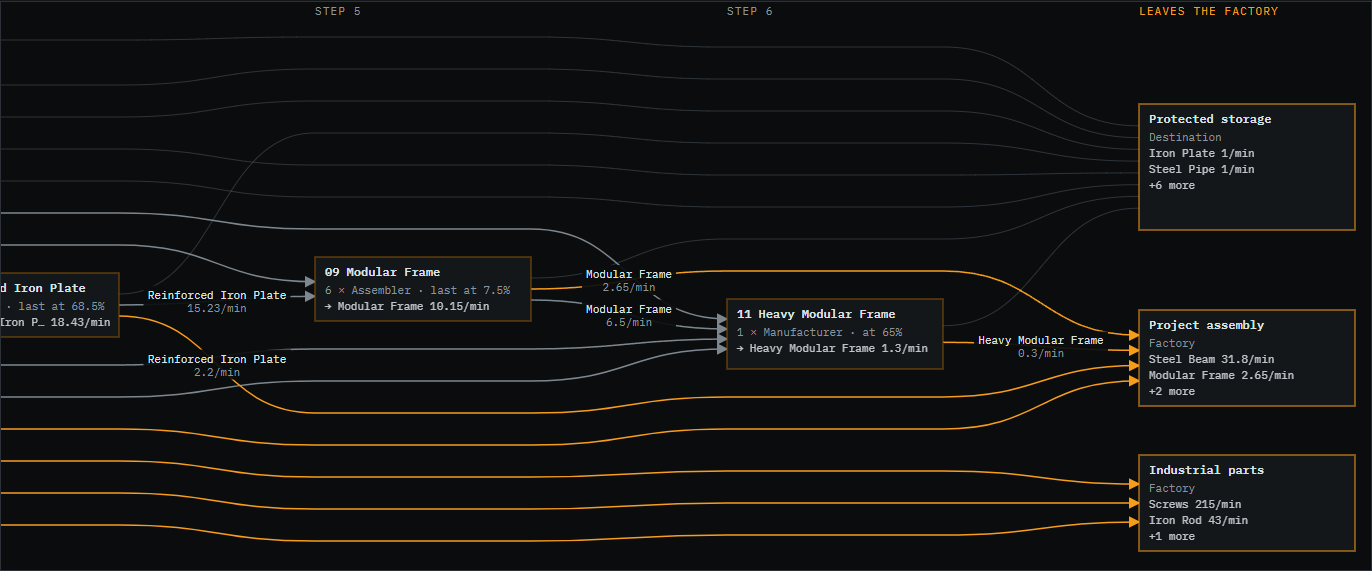 STEP 5
STEP 6
LEAVES THE FACTORY
Protected storage
Destination
Iron Plate 1/min
Steel Pipe 1/min
+6 more
d Iron Plate
· last at 68.5%
Iron P… 18.43/min
Reinforced Iron Plate
15.23/min
Reinforced Iron Plate
2.2/min
09 Modular Frame
6 × Assembler · last at 7.5%
→ Modular Frame 10.15/min
Modular Frame
2.65/min
Modular Frame
6.5/min
11 Heavy Modular Frame
1 × Manufacturer · at 65%
→ Heavy Modular Frame 1.3/min
Heavy Modular Frame
0.3/min
Project assembly
Factory
Steel Beam 31.8/min
Modular Frame 2.65/min
+2 more
Industrial parts
Factory
Screws 215/min
Iron Rod 43/min
+1 more